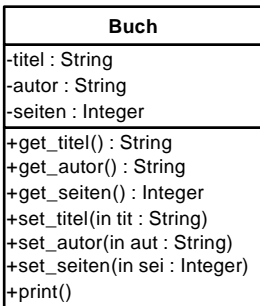 Buch
-titel : String
-autor : String
-seiten : Integer
+get_titel() : String
+get_autor() : String
+get_seiten() : Integer
+set_titel(in tit : String)
+set_autor(in aut : String)
+set_seiten(in sei : Integer)
+print()